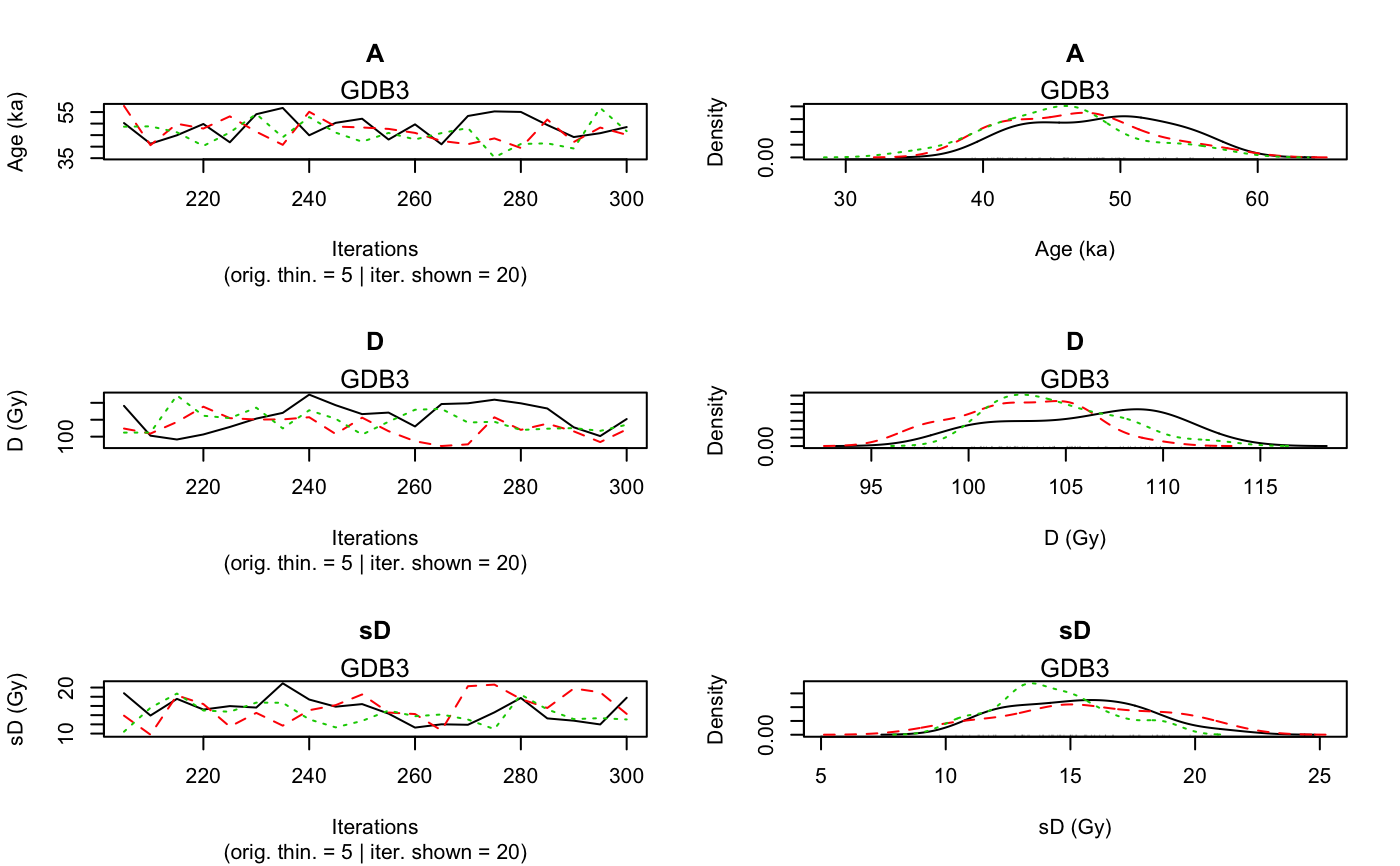 A
GDB3
Age (ka)
55
35
220 240 260 280 300
Iterations
(orig. thin. = 5 | iter. shown = 20)
A
GDB3
Density
0.00
30 40 50 60
Age (ka)
D
GDB3
D (Gy)
100
220 240 260 280 300
Iterations
(orig. thin. = 5 | iter. shown = 20)
D
GDB3
Density
0.00
95 100 105 110 115
D (Gy)
sD
GDB3
sD (Gy)
20
10
220 240 260 280 300
Iterations
(orig. thin. = 5 | iter. shown = 20)
sD
GDB3
Density
0.00
5 10 15 20 25
sD (Gy)